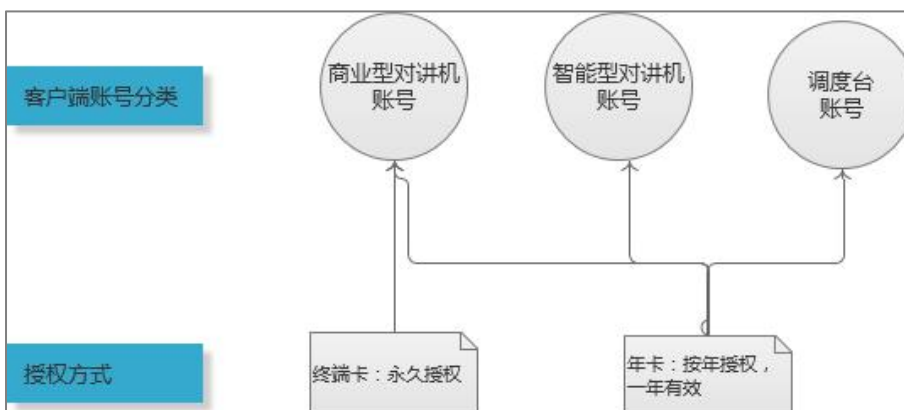 商业型对讲机
账号
智能型对讲机
账号
调度台
账号
客户端账号分类
授权方式
终端卡：永久授权
年卡：按年授权，
一年有效